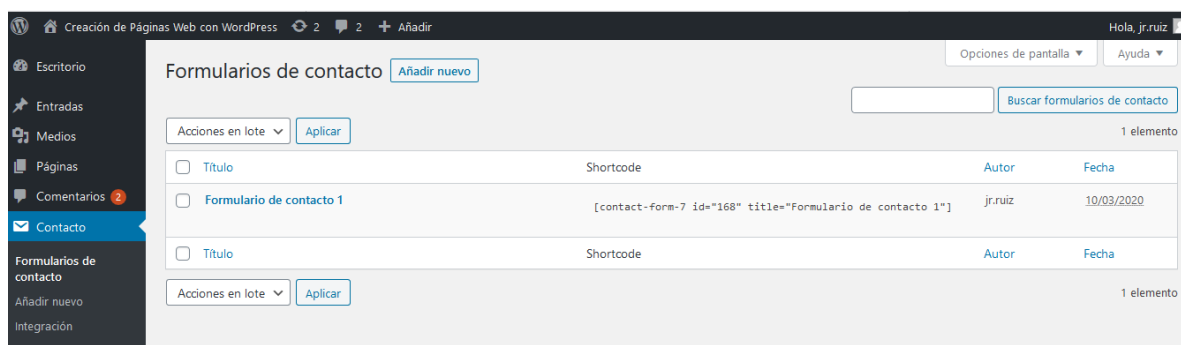 Creación de Páginas Web con WordPress 2 2 + Añadir Hola, jr.ruiz
Escritorio
Entradas
Medios
Páginas
Comentarios 2
Contacto
Formularios de
contacto
Añadir nuevo
Integración
Opciones de pantalla ▼ Ayuda ▼
Formularios de contacto Añadir nuevo
Buscar formularios de contacto
Acciones en lote Aplicar 1 elemento
Título Shortcode Autor Fecha
Formulario de contacto 1 [contact-form-7 id="168" title="Formulario de contacto 1"] jr.ruiz 10/03/2020
Título Shortcode Autor Fecha
Acciones en lote Aplicar 1 elemento